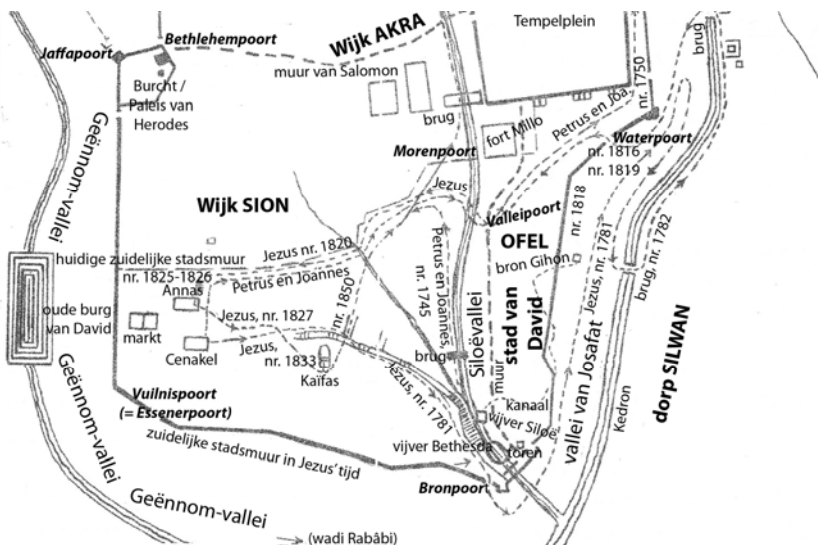 Tempelplein
Wijk AKRA
Bethlehempoort
Jaffapoort
brug
nr. 1750
muur van Salomon
Burcht /
Paleis van
Herodes
brug
fort Millo
Petrus en Joa.
Waterpoort
nr. 1816
nr. 1819
Morenpoort
Geënnom-vallei
Jezus
Wijk SION
Valleipoort
nr. 1818
OFEL
Jezus nr. 1820
huidige zuidelijke stadsmuur
bron Gihon
nr. 1825-1826
Petrus en Joannes
Annas
Petrus en Joannes,
nr. 1745
Siloëvallei
stad van
David
Jezus, nr. 1781
brug, nr. 1782
oude burg
van David
markt
Jezus, nr. 1827
nr. 1850
Cenakel
Jezus,
nr. 1833
Kaïfas
brug
muur
Jezus, nr. 1787
vallei van Josafat
dorp SILWAN
Kedron
Geënnom-vallei
Vuilnispoort
(= Essenerpoort)
kanaal
vijver Siloë
zuidelijke stadsmuur in Jezus' tijd
vijver Bethesda
toren
Bronpoort
Geënnom-vallei
(wadi Rabâbi)